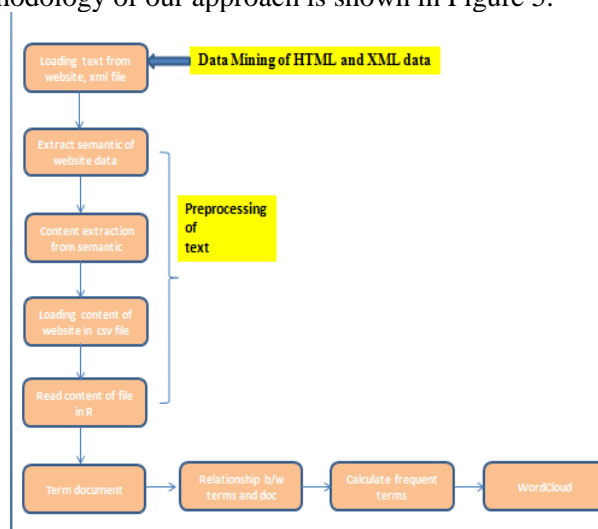 hodology of our approach is shown in Figure 3.
Loading text from
website, xml file
Data Mining of HTML and XML data
Extract semantic of
website data
Preprocessing
of
text
Content extraction
from semantic
Loading content of
website in csv file
Read content of file
in R
Term document
Relationship b/w
terms and doc
Calculate frequent
terms
WordCloud